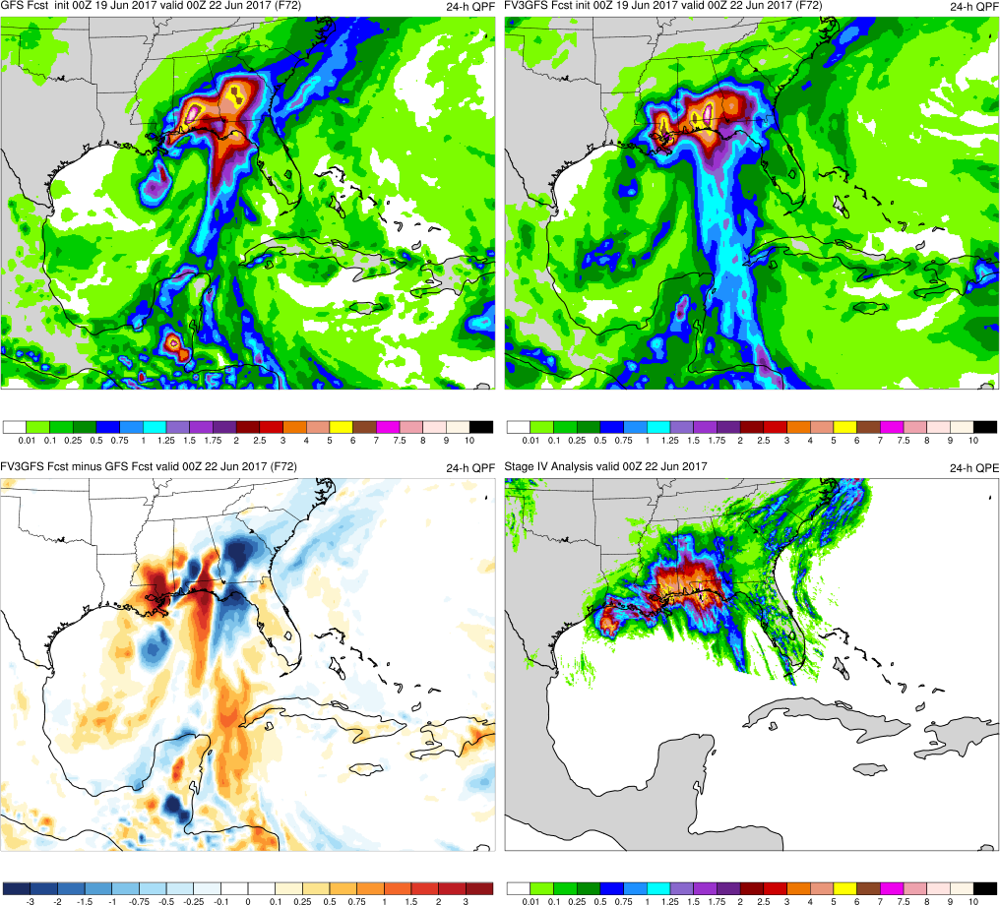 GFS Fcst init 00Z 19 Jun 2017 valid 00Z 22 Jun 2017 (F72) 24-h QPF
FV3GFS Fcst init 00Z 19 Jun 2017 valid 00Z 22 Jun 2017 (F72) 24-h QPF
0.01 0.1 0.25 0.5 0.75 1 1.25 1.5 1.75 2 2.5 3 4 5 6 7 7.5 8 9 10
0.01 0.1 0.25 0.5 0.75 1 1.25 1.5 1.75 2 2.5 3 4 5 6 7 7.5 8 9 10
FV3GFS Fcst minus GFS Fcst valid 00Z 22 Jun 2017 (F72) 24-h QPF
Stage IV Analysis valid 00Z 22 Jun 2017 24-h QPE
-3 -2 -1.5 -1 -0.75 -0.5 -0.25 -0.1 0 0.1 0.25 0.5 0.75 1 1.5 2 3
0.01 0.1 0.25 0.5 0.75 1 1.25 1.5 1.75 2 2.5 3 4 5 6 7 7.5 8 9 10